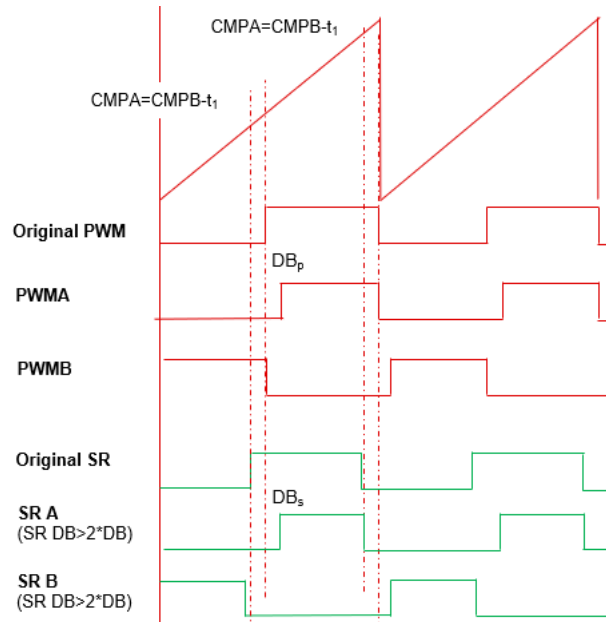 CMPA=CMPB-t₁
CMPA=CMPB-t₁
Original PWM
DBₚ
PWMA
PWMB
Original SR
DBₛ
SR A
(SR DB>2*DB)
SR B
(SR DB>2*DB)